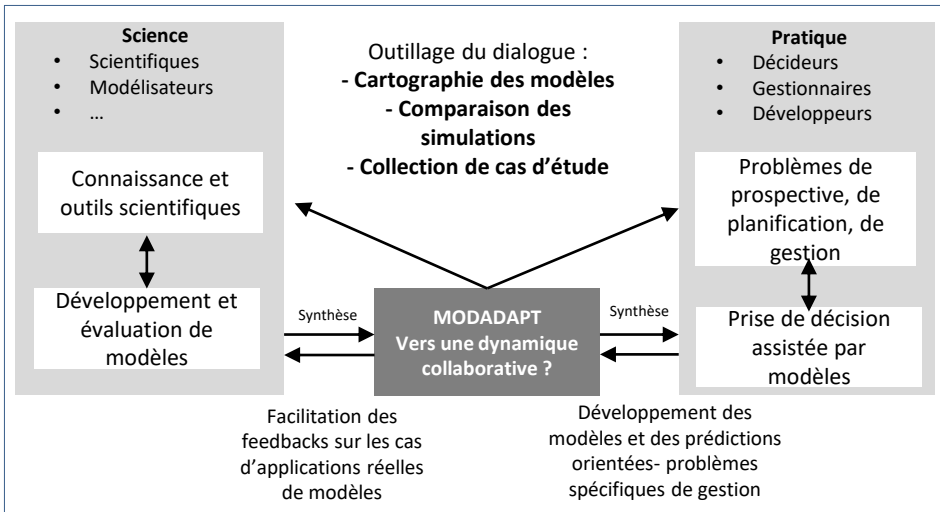 Science
• Scientifiques
• Modélisateurs
• …
Connaissance et
outils scientifiques
Développement et
évaluation de
modèles
Outillage du dialogue :
- Cartographie des modèles
- Comparaison des
simulations
- Collection de cas d’étude
Synthèse
MODADAPT
Vers une dynamique
collaborative ?
Synthèse
Facilitation des
feedbacks sur les cas
d’applications réelles
de modèles
Développement des
modèles et des prédictions
orientées- problèmes
spécifiques de gestion
Pratique
• Décideurs
• Gestionnaires
• Développeurs
Problèmes de
prospective, de
planification, de
gestion
Prise de décision
assistée par
modèles